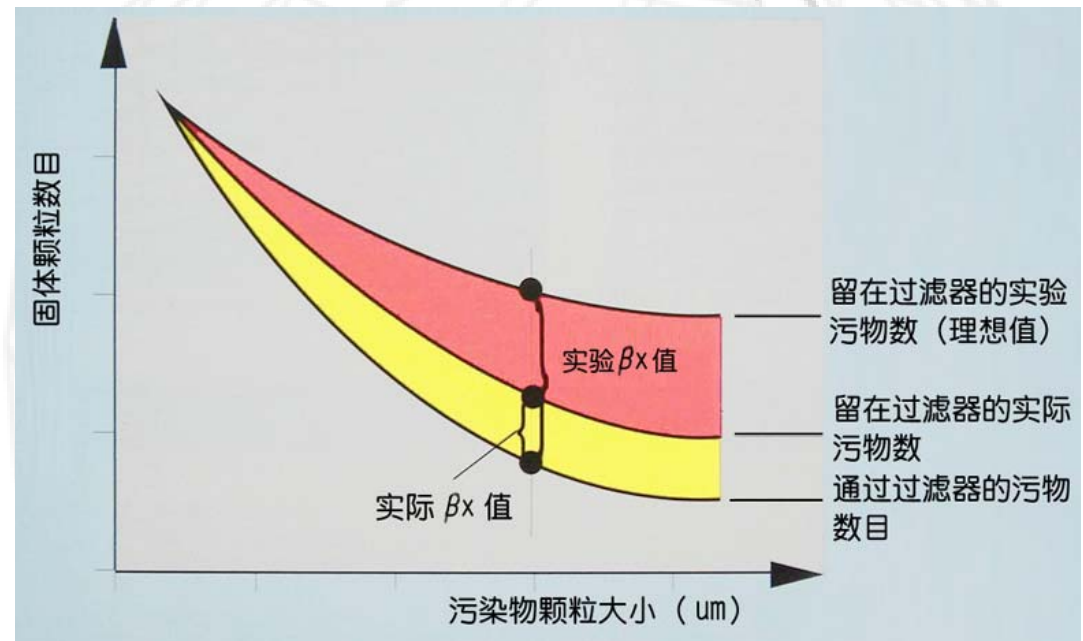 固体颗粒数目
实验βx值
实际 βx 值
留在过滤器的实验
污物数（理想值）
留在过滤器的实际
污物数
通过过滤器的污物
数目
污染物颗粒大小（um）